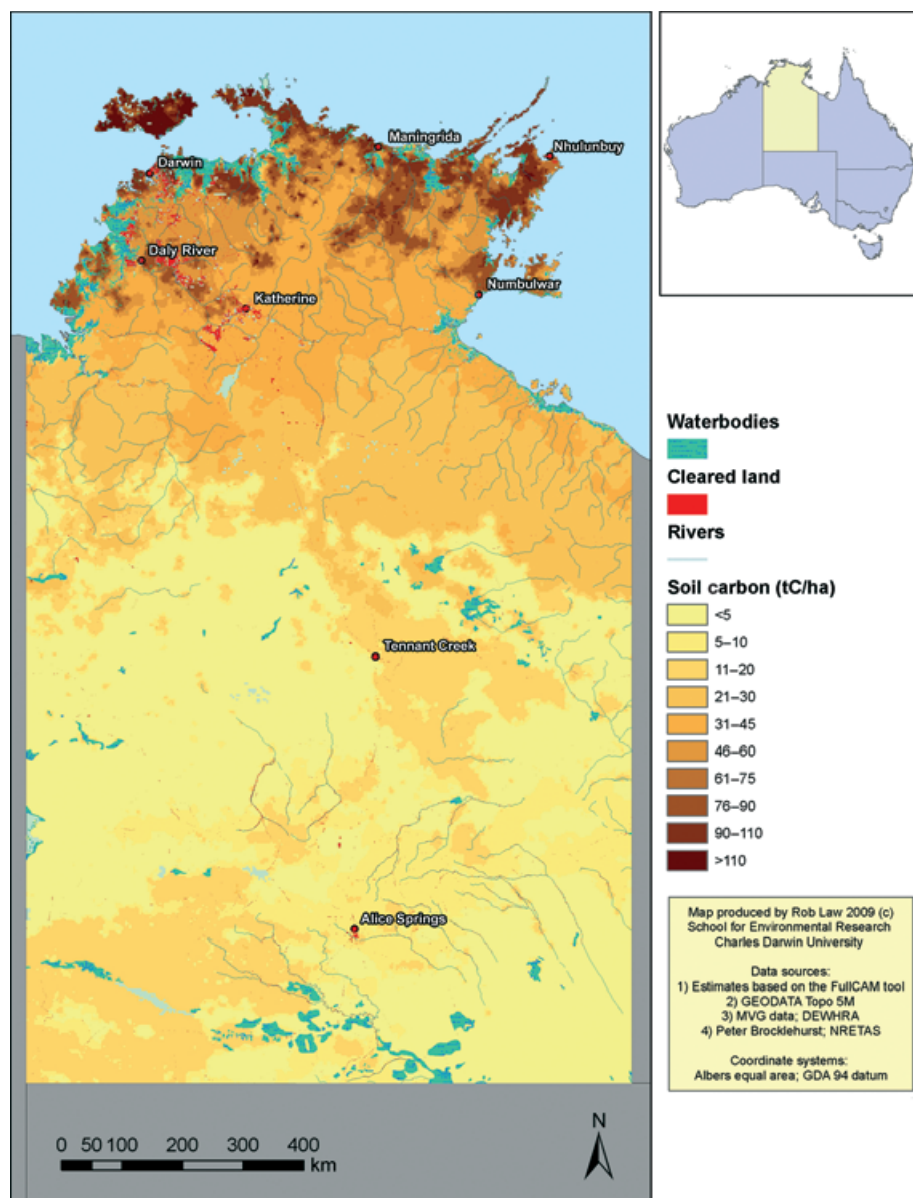 Maningrida
Nhulunbuy
Darwin
Daly River
Numbulwar
Katherine
Tennant Creek
Alice Springs
0 50 100 200 300 400
km
N
Waterbodies
Cleared land
Rivers
Soil carbon (tC/ha)
<5
5–10
11–20
21–30
31–45
46–60
61–75
76–90
90–110
>110
Map produced by Rob Law 2009 (c)
School for Environmental Research
Charles Darwin University
Data sources:
1) Estimates based on the FullCAM tool
2) GEODATA Topo 5M
3) MVG data; DEWHRA
4) Peter Brocklehurst; NRETAS
Coordinate systems:
Albers equal area; GDA 94 datum